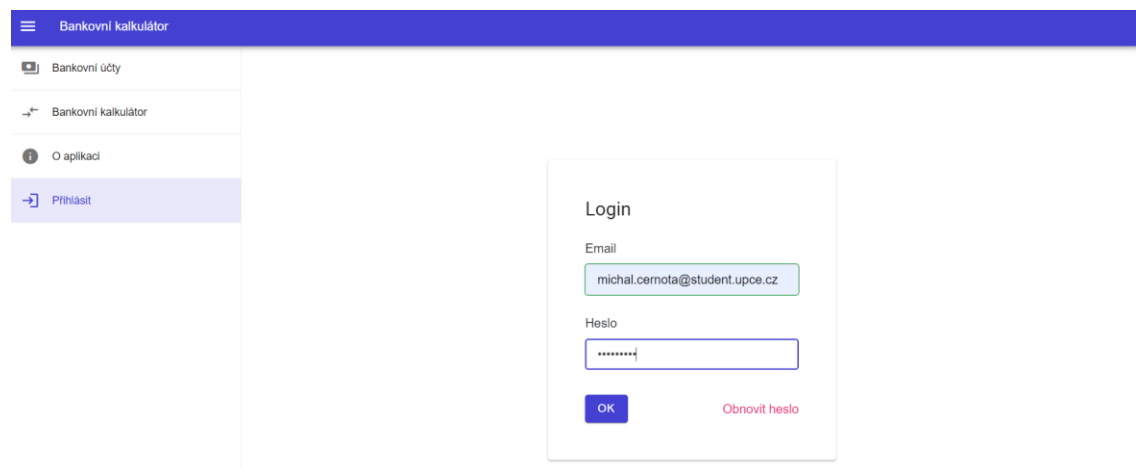 Bankovní kalkulátor
Bankovní účty
Bankovní kalkulátor
O aplikaci
Přihlásit
Login
Email
michal.cernota@student.upce.cz
Heslo
•••••••••
OK
Obnovit heslo